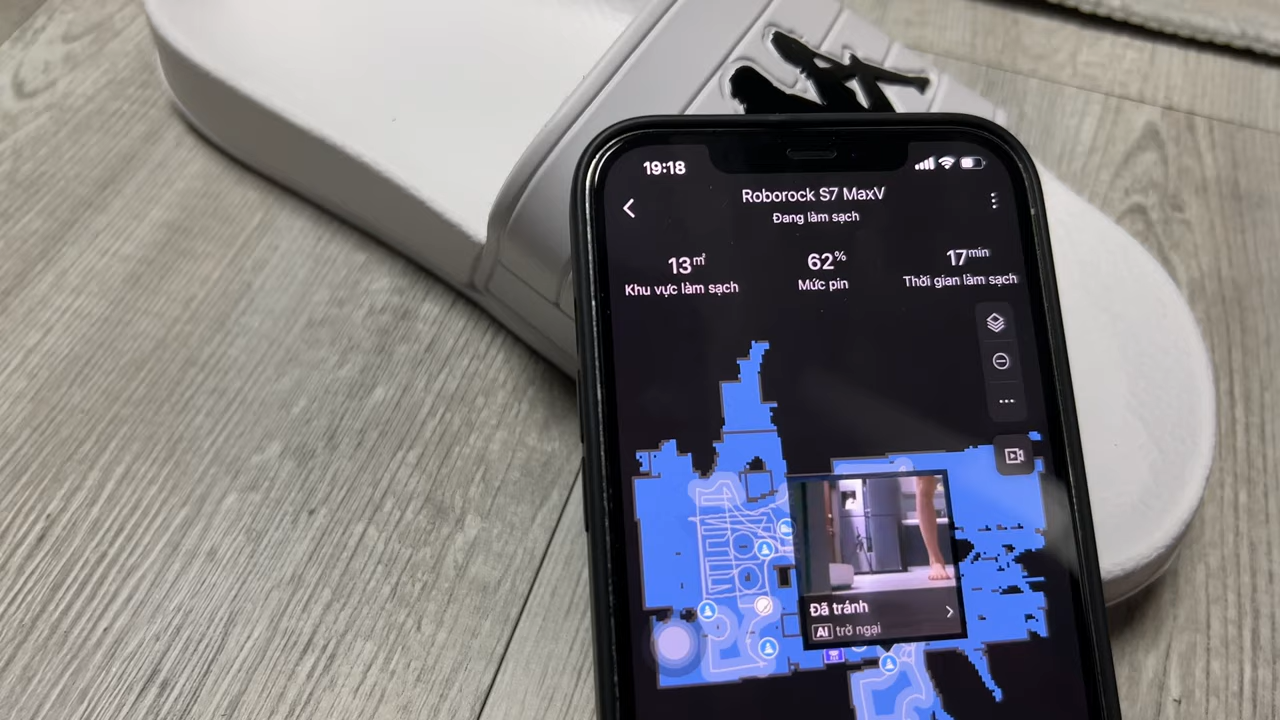 19:18
Roborock S7 MaxV
Đang làm sạch
13㎡
Khu vực làm sạch
62%
Mức pin
17min
Thời gian làm sạch
Đã tránh
AI trở ngại